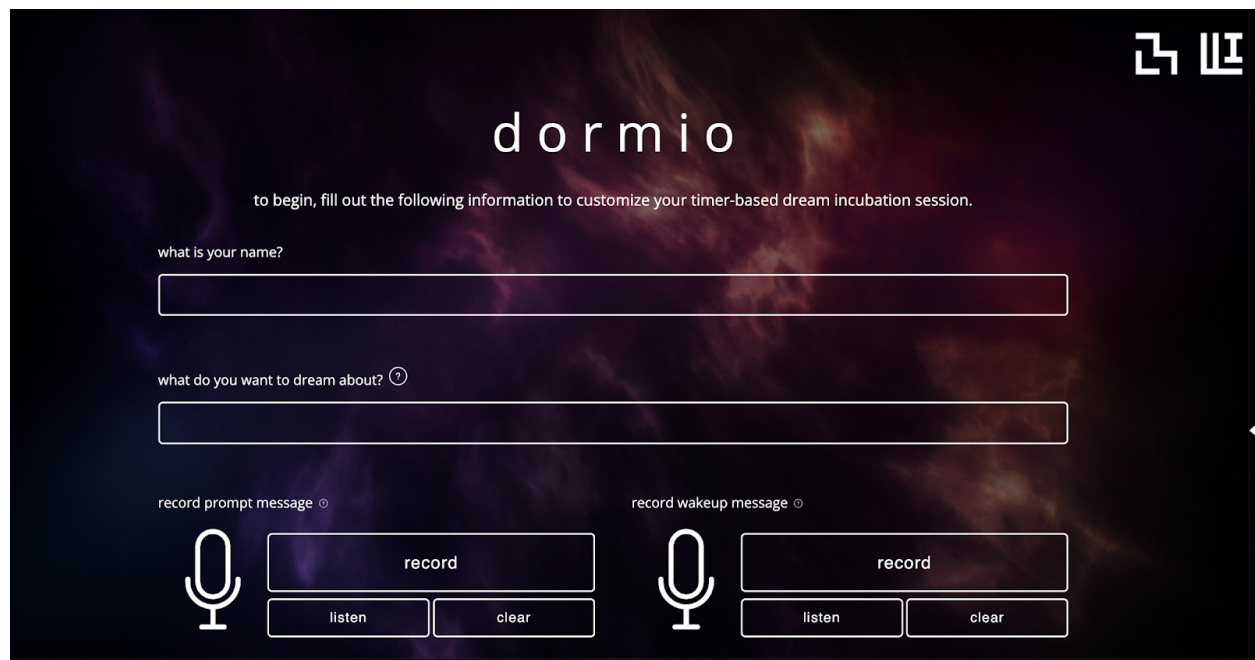 dormio
to begin, fill out the following information to customize your timer-based dream incubation session.
what is your name?
what do you want to dream about? ?
record prompt message ?
record wakeup message ?
record
record
listen
clear
listen
clear